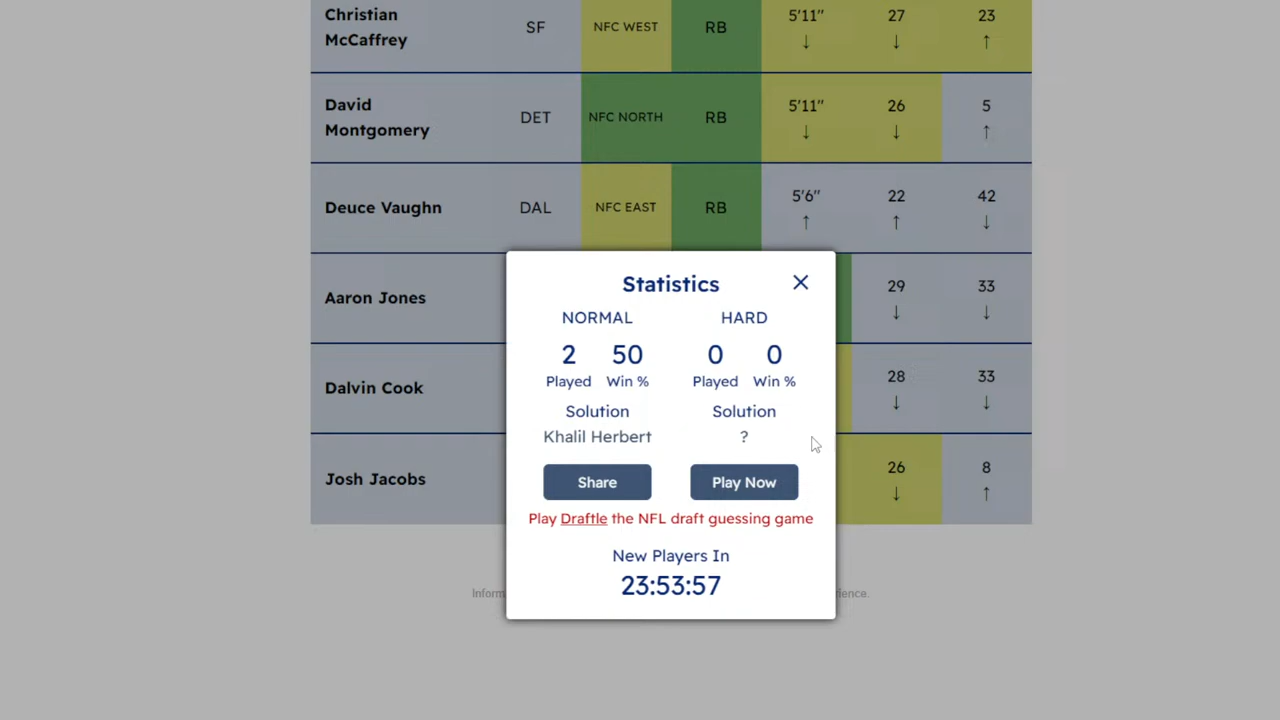 Christian
McCaffrey
SF
NFC WEST
RB
5'11"
↓
27
↓
23
↑
David
Montgomery
DET
NFC NORTH
RB
5'11"
↓
26
↓
5
↑
Deuce Vaughn
DAL
NFC EAST
RB
5'6"
↑
22
↑
42
↓
Aaron Jones
29
↓
33
↓
Dalvin Cook
28
↓
33
↓
Josh Jacobs
26
↓
8
↑
Statistics
NORMAL
HARD
2 50
0 0
Played Win %
Played Win %
Solution
Solution
Khalil Herbert
?
Share
Play Now
Play Draftle the NFL draft guessing game
New Players In
23:53:57